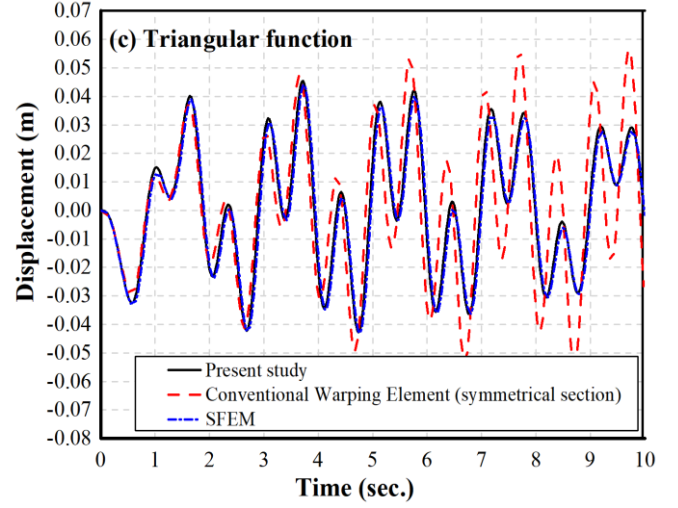 (c) Triangular function
0.07
0.06
0.05
0.04
0.03
0.02
0.01
0.00
-0.01
-0.02
-0.03
-0.04
-0.05
-0.06
-0.07
-0.08
Displacement (m)
Present study
Conventional Warping Element (symmetrical section)
SFEM
0 1 2 3 4 5 6 7 8 9 10
Time (sec.)